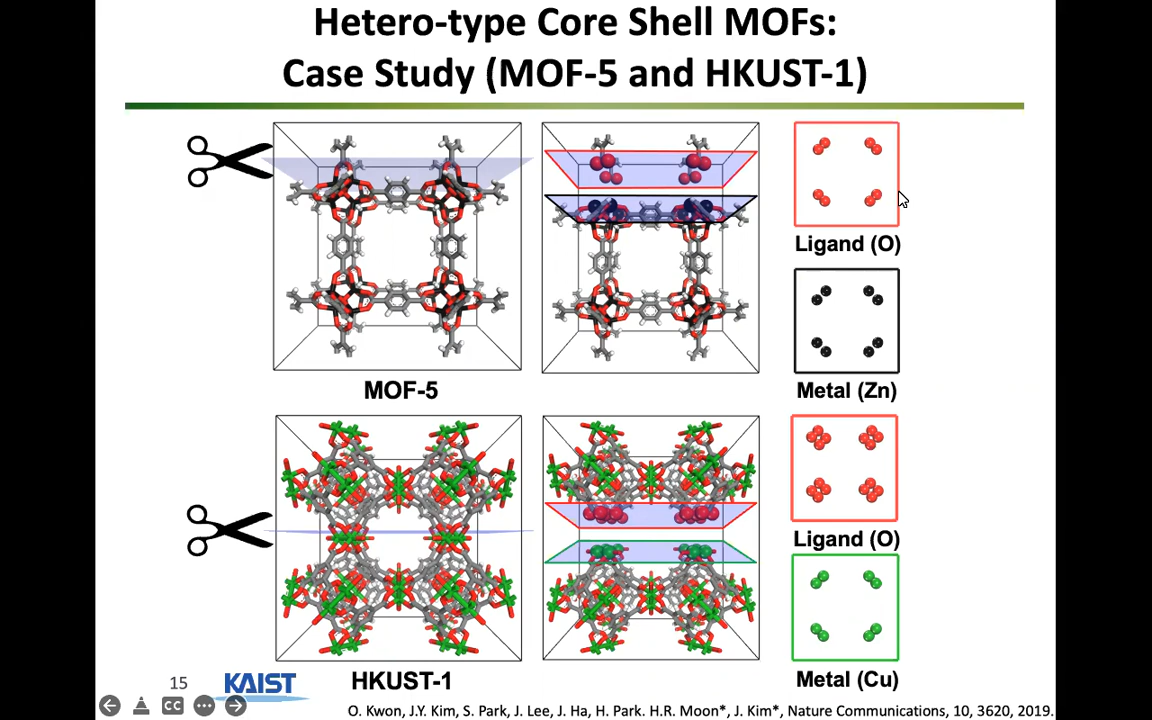 Hetero-type Core Shell MOFs:
Case Study (MOF-5 and HKUST-1)
Ligand (O)
Metal (Zn)
MOF-5
Ligand (O)
Metal (Cu)
HKUST-1
15
KAIST
CC
O. Kwon, J.Y. Kim, S. Park, J. Lee, J. Ha, H. Park. H.R. Moon*, J. Kim*, Nature Communications, 10, 3620, 2019.